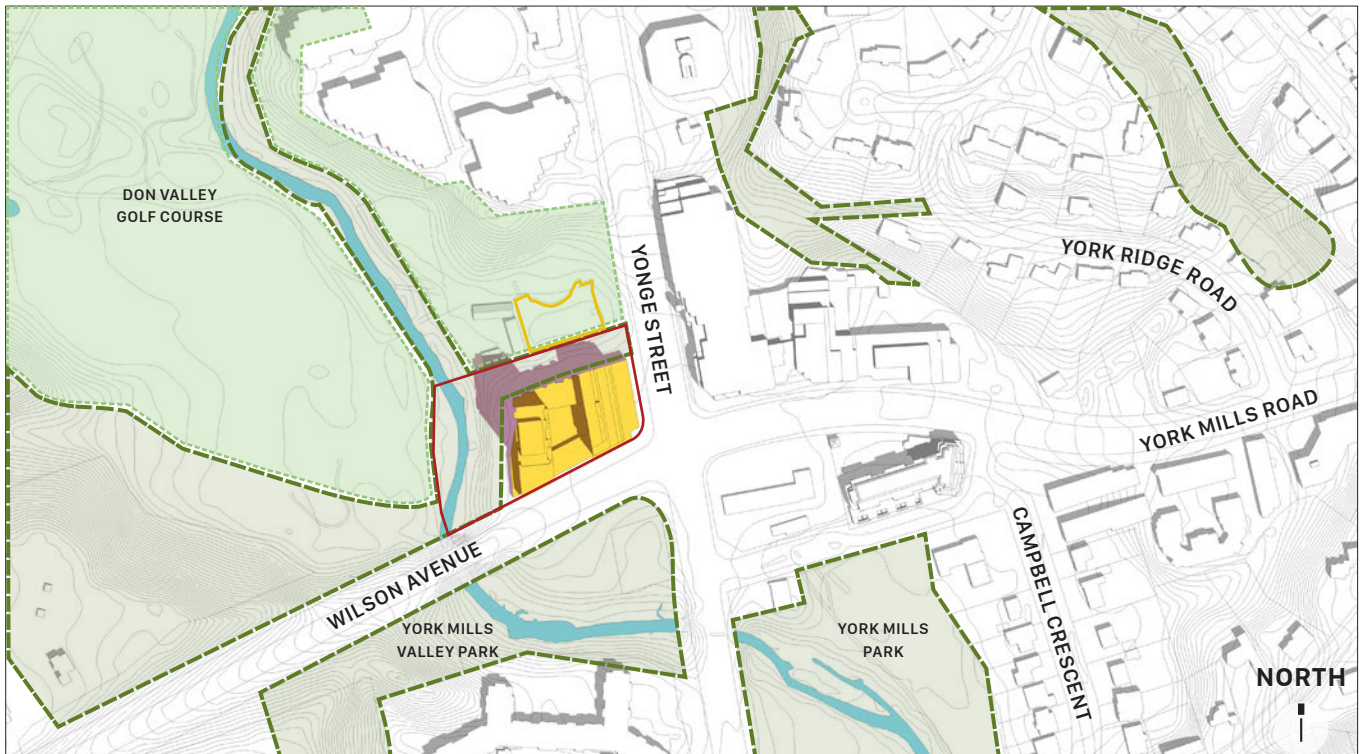 DON VALLEY
GOLF COURSE
YONGE STREET
YORK RIDGE ROAD
YORK MILLS ROAD
WILSON AVENUE
YORK MILLS
VALLEY PARK
YORK MILLS
PARK
CAMPBELL CRESCENT
NORTH